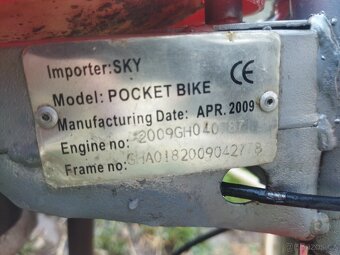 Importer:SKY
CE
Model: POCKET BIKE
Manufacturing Date: APR. 2009
Engine no:
Frame no: